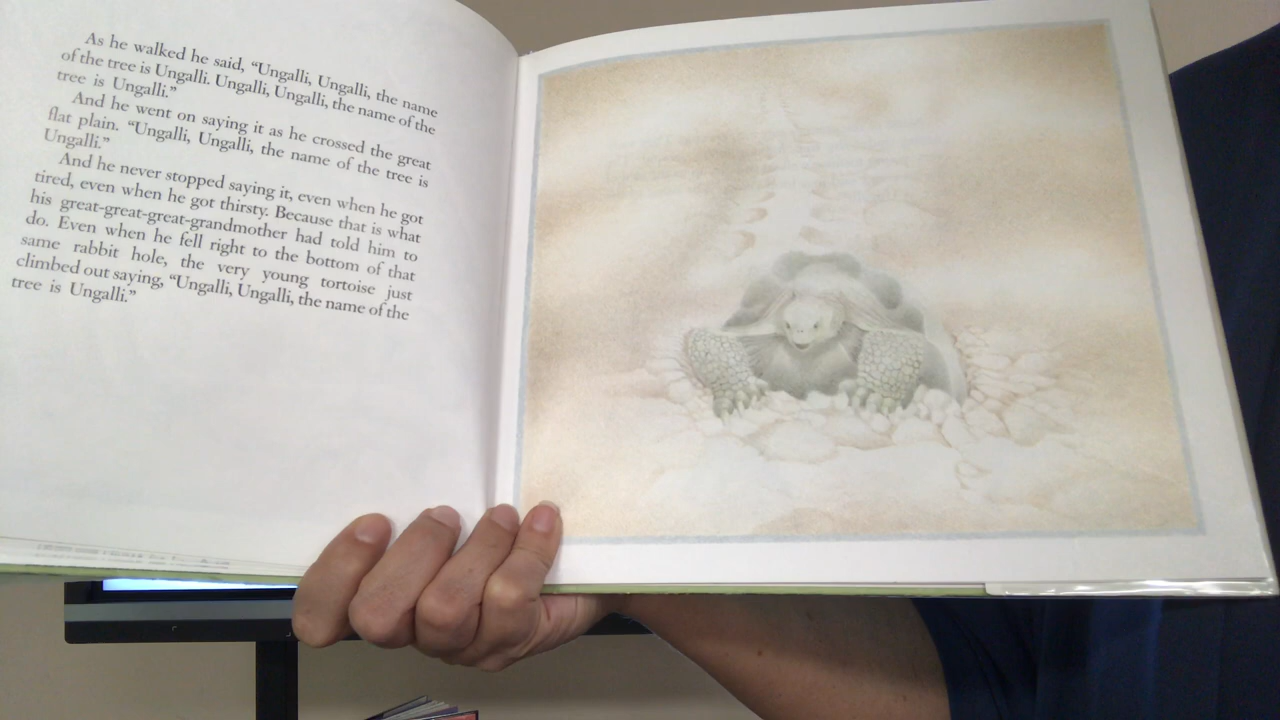 As he walked he said, “Ungalli, Ungalli, the name
of the tree is Ungalli. Ungalli, Ungalli, the name of the
tree is Ungalli.”
And he went on saying it as he crossed the great
flat plain. “Ungalli, Ungalli, the name of the tree is
Ungalli.”
And he never stopped saying it, even when he got
tired, even when he got thirsty. Because that is what
his great-great-great-grandmother had told him to
do. Even when he fell right to the bottom of that
same rabbit hole, the very young tortoise just
climbed out saying, “Ungalli, Ungalli, the name of the
tree is Ungalli.”